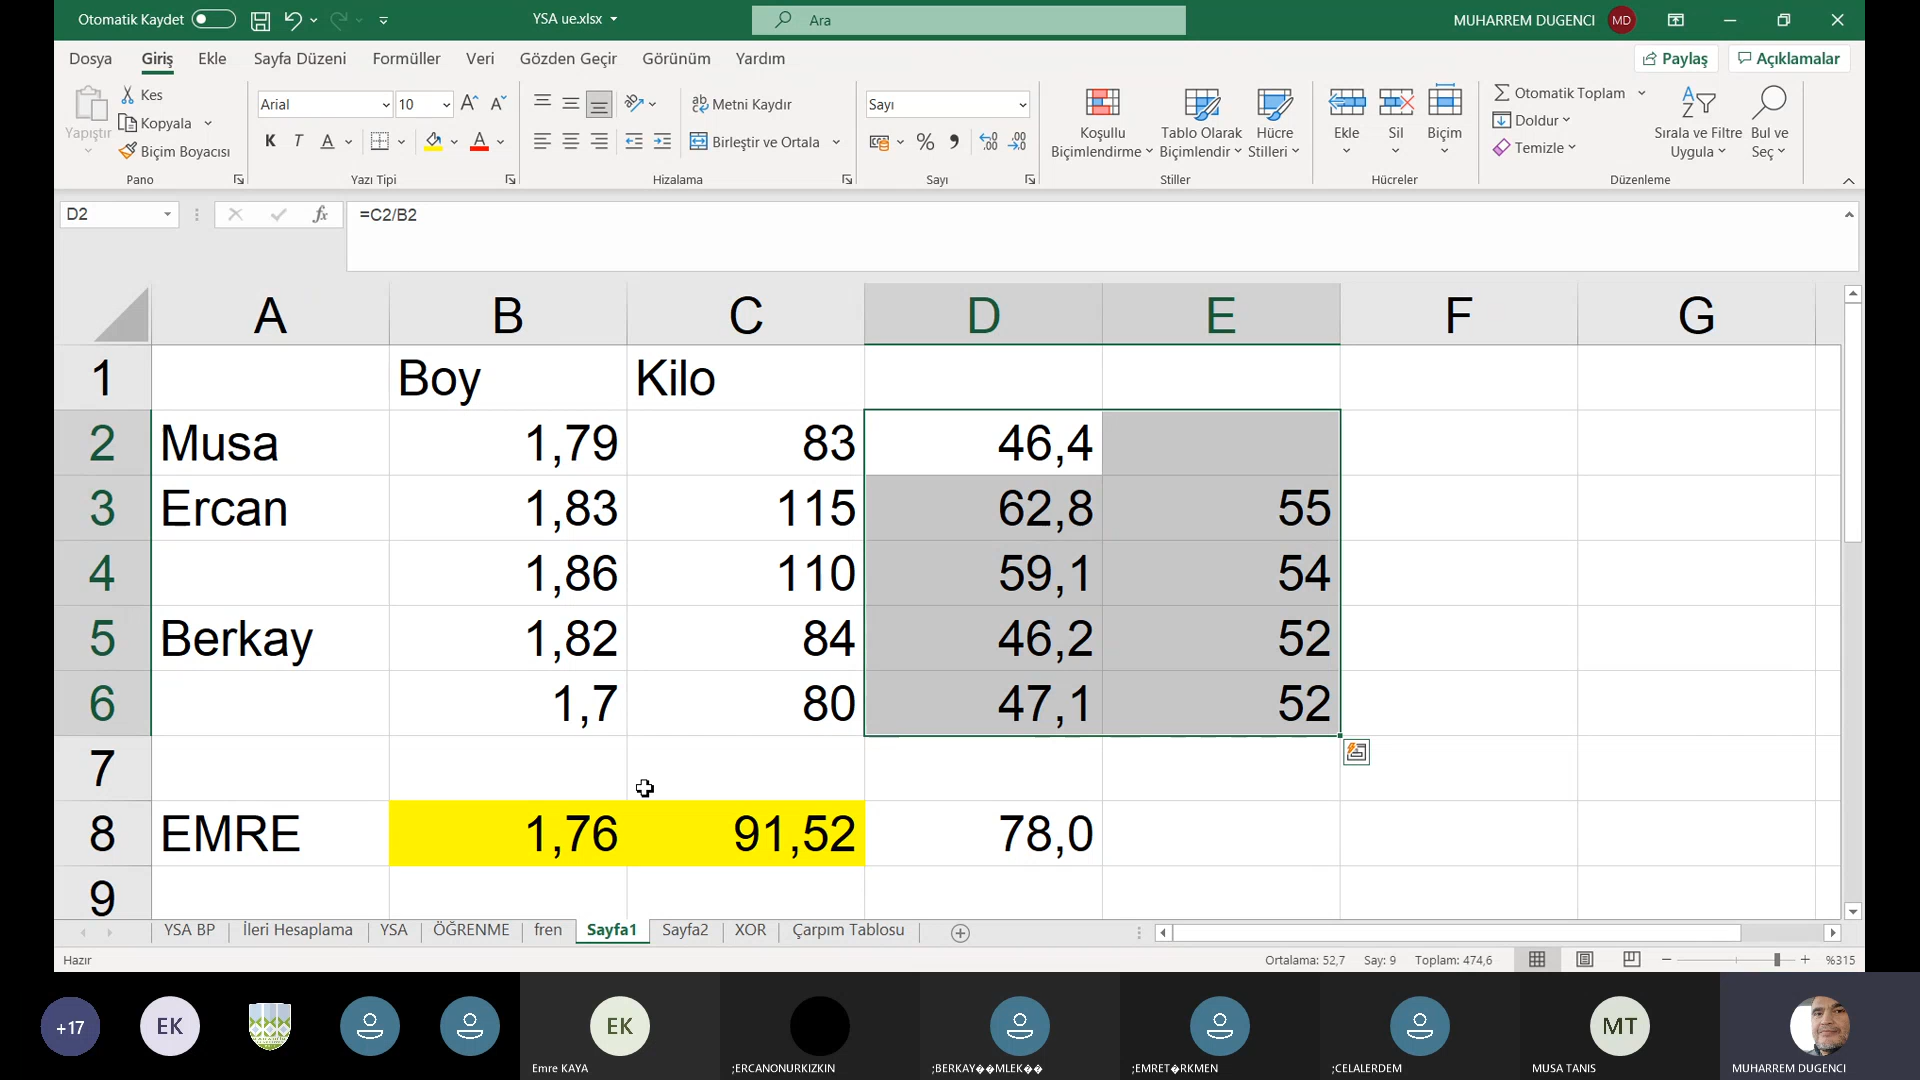 Otomatik Kaydet
YSA ue.xlsx
Ara
MUHARREM DUGENCI
MD
Dosya Giriş Ekle Sayfa Düzeni Formüller Veri Gözden Geçir Görünüm Yardım
Paylaş
Açıklamalar
Yapıştır
Kes
Kopyala
Biçim Boyacısı
Pano
Arial
10
K T A
A
Yazı Tipi
Metni Kaydır
Birleştir ve Ortala
Hizalama
Sayı
%
Sayı
Koşullu
Biçimlendirme
Tablo Olarak
Biçimlendir
Hücre
Stilleri
Stiller
Ekle
Sil
Biçim
Hücreler
Otomatik Toplam
Doldur
Temizle
Sırala ve Filtre
Uygula
Bul ve
Seç
Düzenleme
D2
fx
=C2/B2
A B C D E F G
1 Boy Kilo
2 Musa 1,79 83 46,4
3 Ercan 1,83 115 62,8 55
4 1,86 110 59,1 54
5 Berkay 1,82 84 46,2 52
6 1,7 80 47,1 52
7
8 EMRE 1,76 91,52 78,0
9
YSA BP İleri Hesaplama YSA ÖĞRENME fren Sayfa1 Sayfa2 XOR Çarpım Tablosu
Hazır
Ortalama: 52,7 Say: 9 Toplam: 474,6
%315
+17
EK
EK
MT
Emre KAYA
;ERCANONURKIZKIN
;BERKAY��MLEK��
;EMRET�RKMEN
;CELALERDEM
MUSA TANIS
MUHARREM DUGENCI